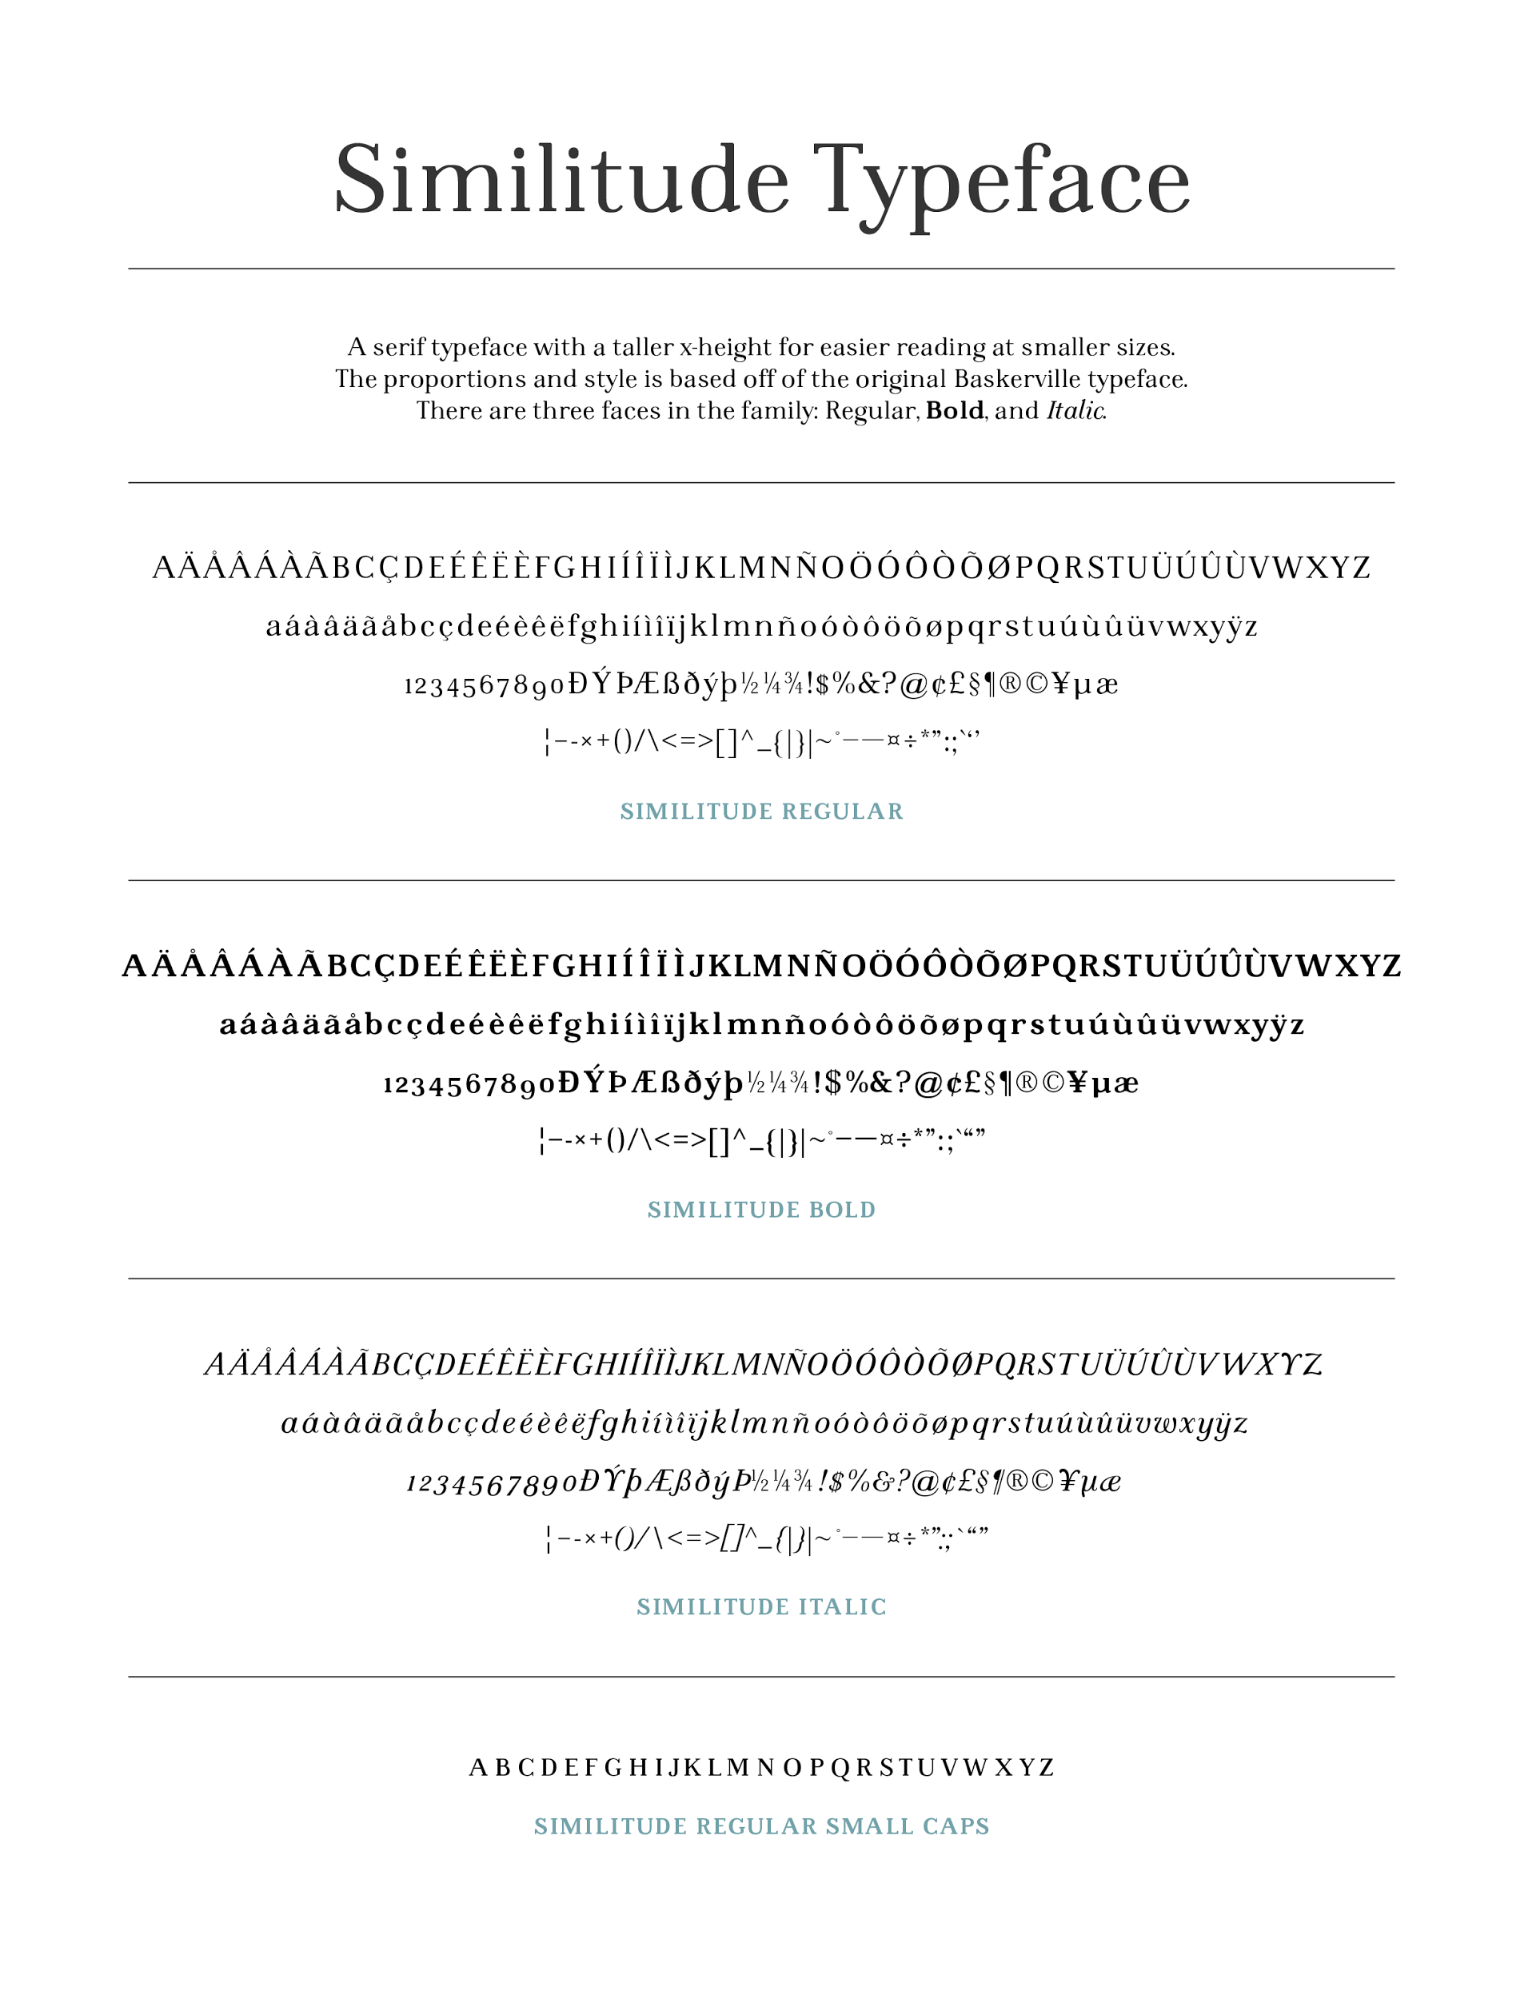 Similitude Typeface
A serif typeface with a taller x-height for easier reading at smaller sizes.
The proportions and style is based off of the original Baskerville typeface.
There are three faces in the family: Regular, Bold, and Italic.
AÄÅÂÁÀÃBCÇDEÉÊËÈFGHIÍÎÏÌJKLMNÑOÖÓÔÒÕØPQRSTUÜÚÛÙVWXYZ
aáàâäãåbcçdeéèêëfghiíìîïjklmnñoóòôöõøpqrstuúùûüvwxyÿz
1234567890ÐÝÞÆßðýþ½¼¾!$%&?@¢£§¶®©¥µæ
¦–-×+()/\<=>[]^_{|}|~°–—¤÷*”:;`‘’
SIMILITUDE REGULAR
AÄÅÂÁÀÃBCÇDEÉÊËÈFGHIÍÎÏÌJKLMNÑOÖÓÔÒÕØPQRSTUÜÚÛÙVWXYZ
aáàâäãåbcçdeéèêëfghiíìîïjklmnñoóòôöõøpqrstuúùûüvwxyÿz
1234567890ÐÝÞÆßðýþ½¼¾!$%&?@¢£§¶®©¥µæ
¦–-×+()/\<=>[]^_{|}|~°–—¤÷*”:;`“”
SIMILITUDE BOLD
AÄÅÂÁÀÃBCÇDEÉÊËÈFGHIÍÎÏÌJKLMNÑOÖÓÔÒÕØPQRSTUÜÚÛÙVWXYZ
aáàâäãåbcçdeéèêëfghiíìîïjklmnñoóòôöõøpqrstuúùûüvwxyÿz
1234567890ÐÝþÆßðýÞ½¼¾!$%&?@¢£§¶®©¥µæ
¦–-×+()/\<=>[]^_{|}|~°–—¤÷*”:;`“”
SIMILITUDE ITALIC
ABCDEFGHIJKLMNOPQRSTUVWXYZ
SIMILITUDE REGULAR SMALL CAPS